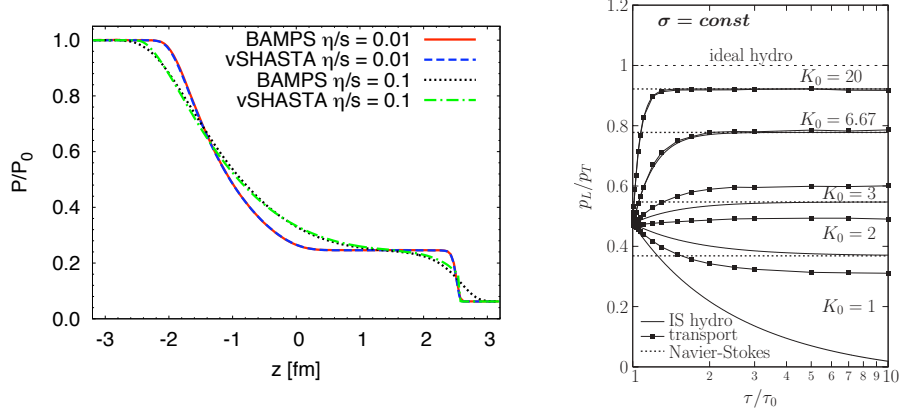 1.0
0.8
0.6
0.4
0.2
0.0
P/P₀
BAMPS η/s = 0.01
vSHASTA η/s = 0.01
BAMPS η/s = 0.1
vSHASTA η/s = 0.1
-3 -2 -1 0 1 2 3
z [fm]
1.2
1
0.8
0.6
0.4
0.2
0
p_L/p_T
σ = const
ideal hydro
K₀ = 20
K₀ = 6.67
K₀ = 3
K₀ = 2
K₀ = 1
IS hydro
transport
Navier-Stokes
1 2 3 4 5 6 7 8 9 10
τ/τ₀